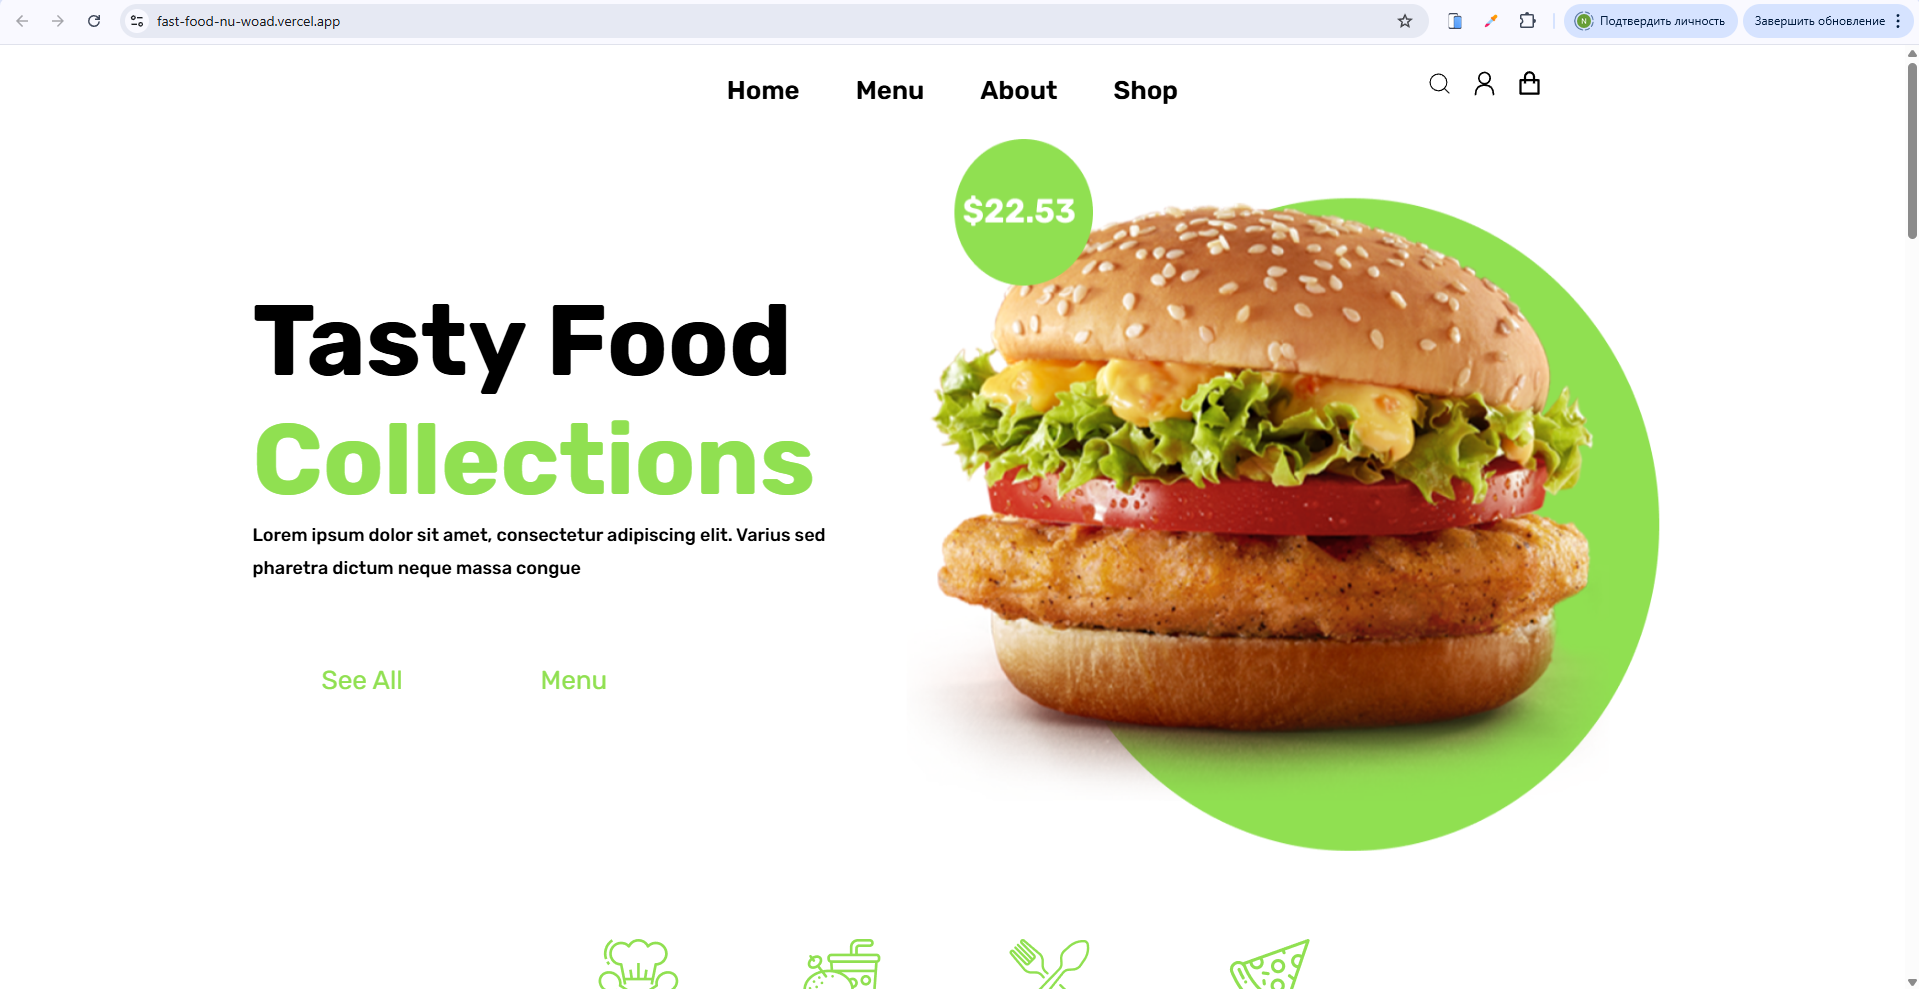 fast-food-nu-woad.vercel.app
N
Подтвердить личность
Завершить обновление
Home
Menu
About
Shop
$22.53
Tasty Food
Collections
Lorem ipsum dolor sit amet, consectetur adipiscing elit. Varius sed
pharetra dictum neque massa congue
See All
Menu